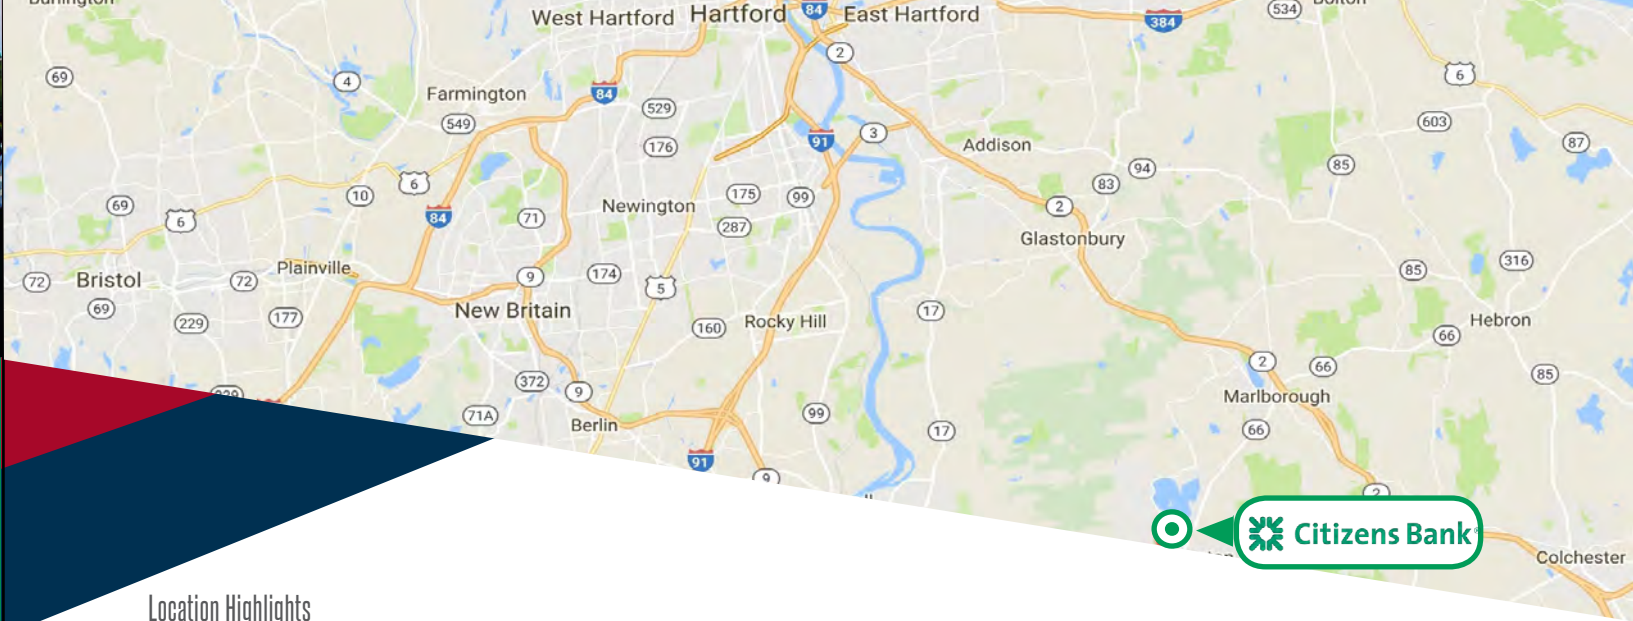 West Hartford
Hartford
84
East Hartford
384
534
69
4
Farmington
84
529
2
6
549
176
91
3
Addison
603
87
94
85
69
10
6
6
84
71
Newington
175
99
287
83
2
Glastonbury
72
Bristol
72
Plainville
9
174
5
85
316
69
229
177
New Britain
160
Rocky Hill
17
Hebron
66
372
9
2
66
Marlborough
85
71A
Berlin
99
17
66
91
9
2
Citizens Bank
Colchester
Location Highlights